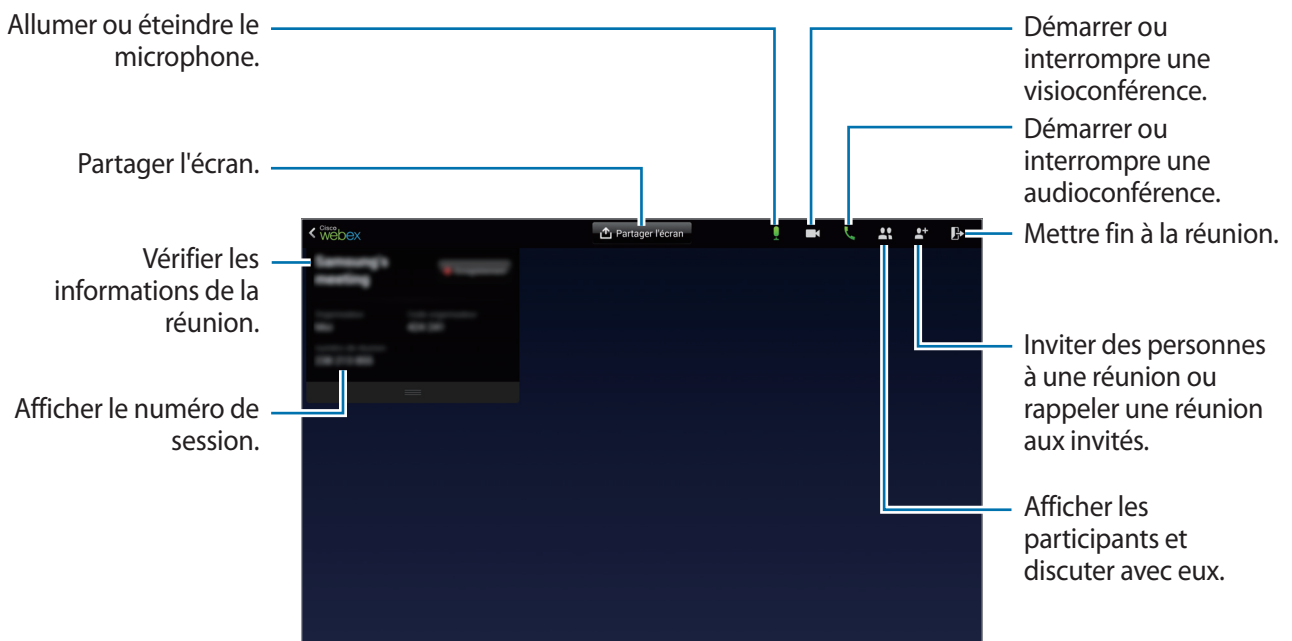 Allumer ou éteindre le
microphone.
Partager l'écran.
Vérifier les
informations de la
réunion.
Afficher le numéro de
session.
Cisco
webex
Partager l'écran
Samsung's
meeting
Démarrer ou
interrompre une
visioconférence.
Démarrer ou
interrompre une
audioconférence.
Mettre fin à la réunion.
Inviter des personnes
à une réunion ou
rappeler une réunion
aux invités.
Afficher les
participants et
discuter avec eux.